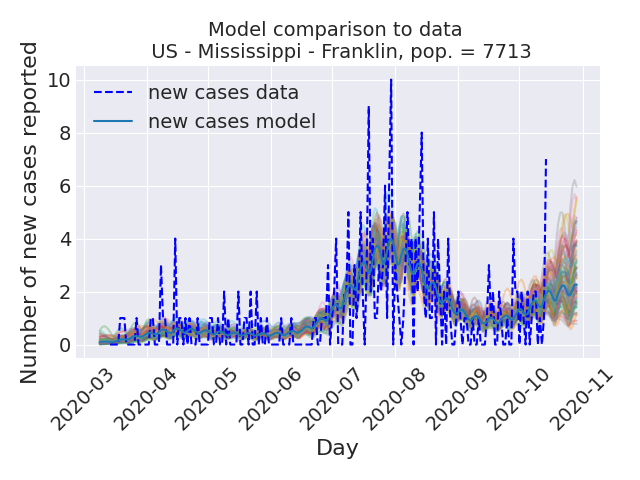 Model comparison to data
US - Mississippi - Franklin, pop. = 7713
Number of new cases reported
10
8
6
4
2
0
new cases data
new cases model
2020-03
2020-04
2020-05
2020-06
2020-07
2020-08
2020-09
2020-10
2020-11
Day